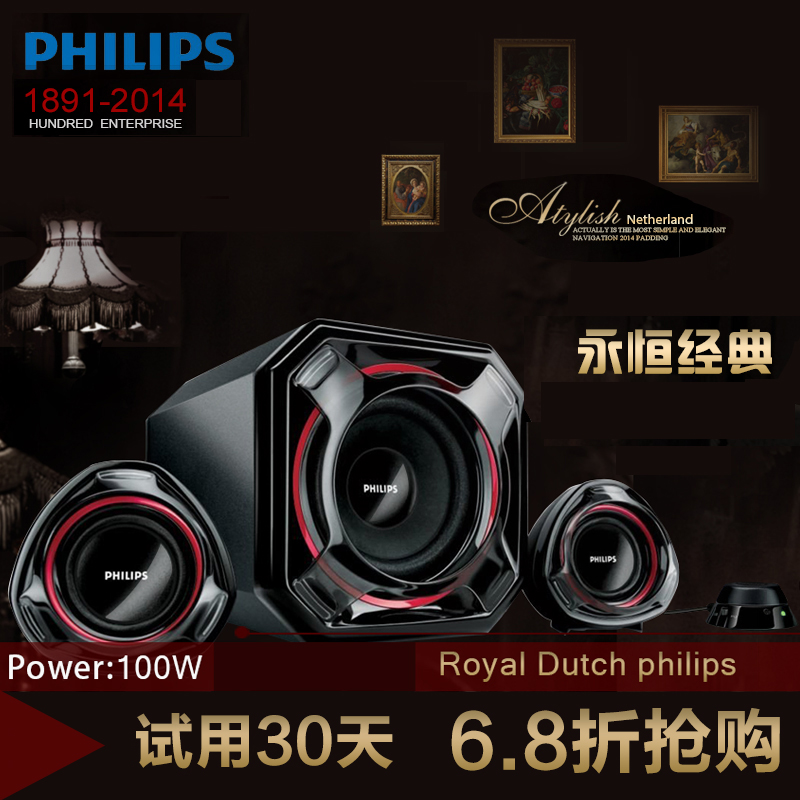 PHILIPS
1891-2014
HUNDRED ENTERPRISE
Atylish Netherland
ACTUALLY IS THE MOST SIMPLE AND ELEGANT
NAVIGATION 2014 PADDING
永恒经典
PHILIPS
PHILIPS
PHILIPS
Power:100W
Royal Dutch philips
试用30天
6.8折抢购